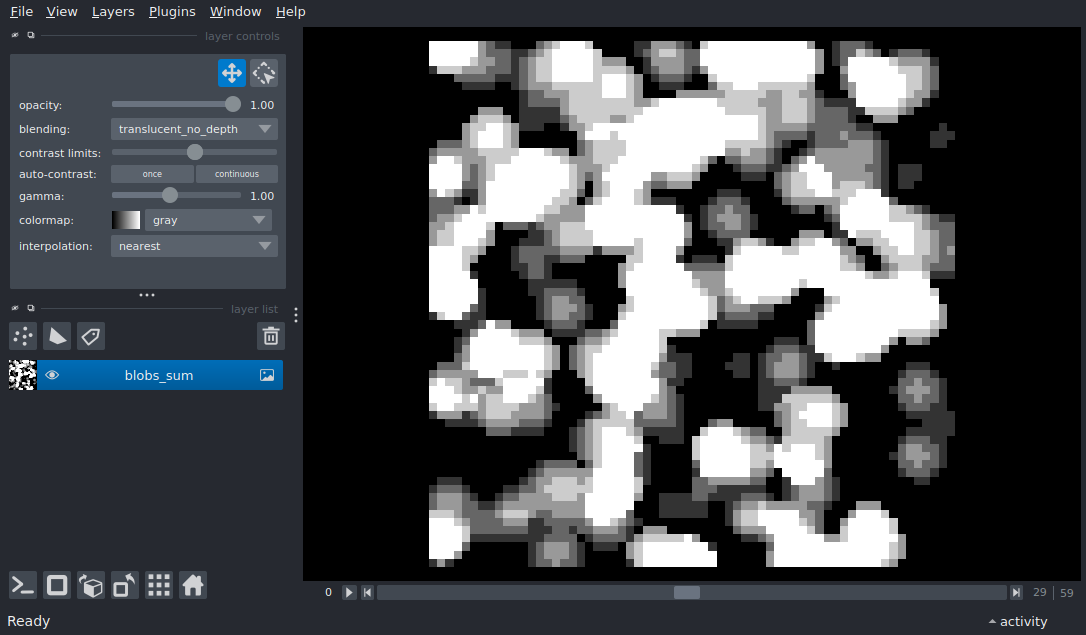 File View Layers Plugins Window Help
layer controls
opacity: 1.00
blending: translucent_no_depth
contrast limits:
auto-contrast: once continuous
gamma: 1.00
colormap: gray
interpolation: nearest
layer list
blobs_sum
0 29 59
Ready activity